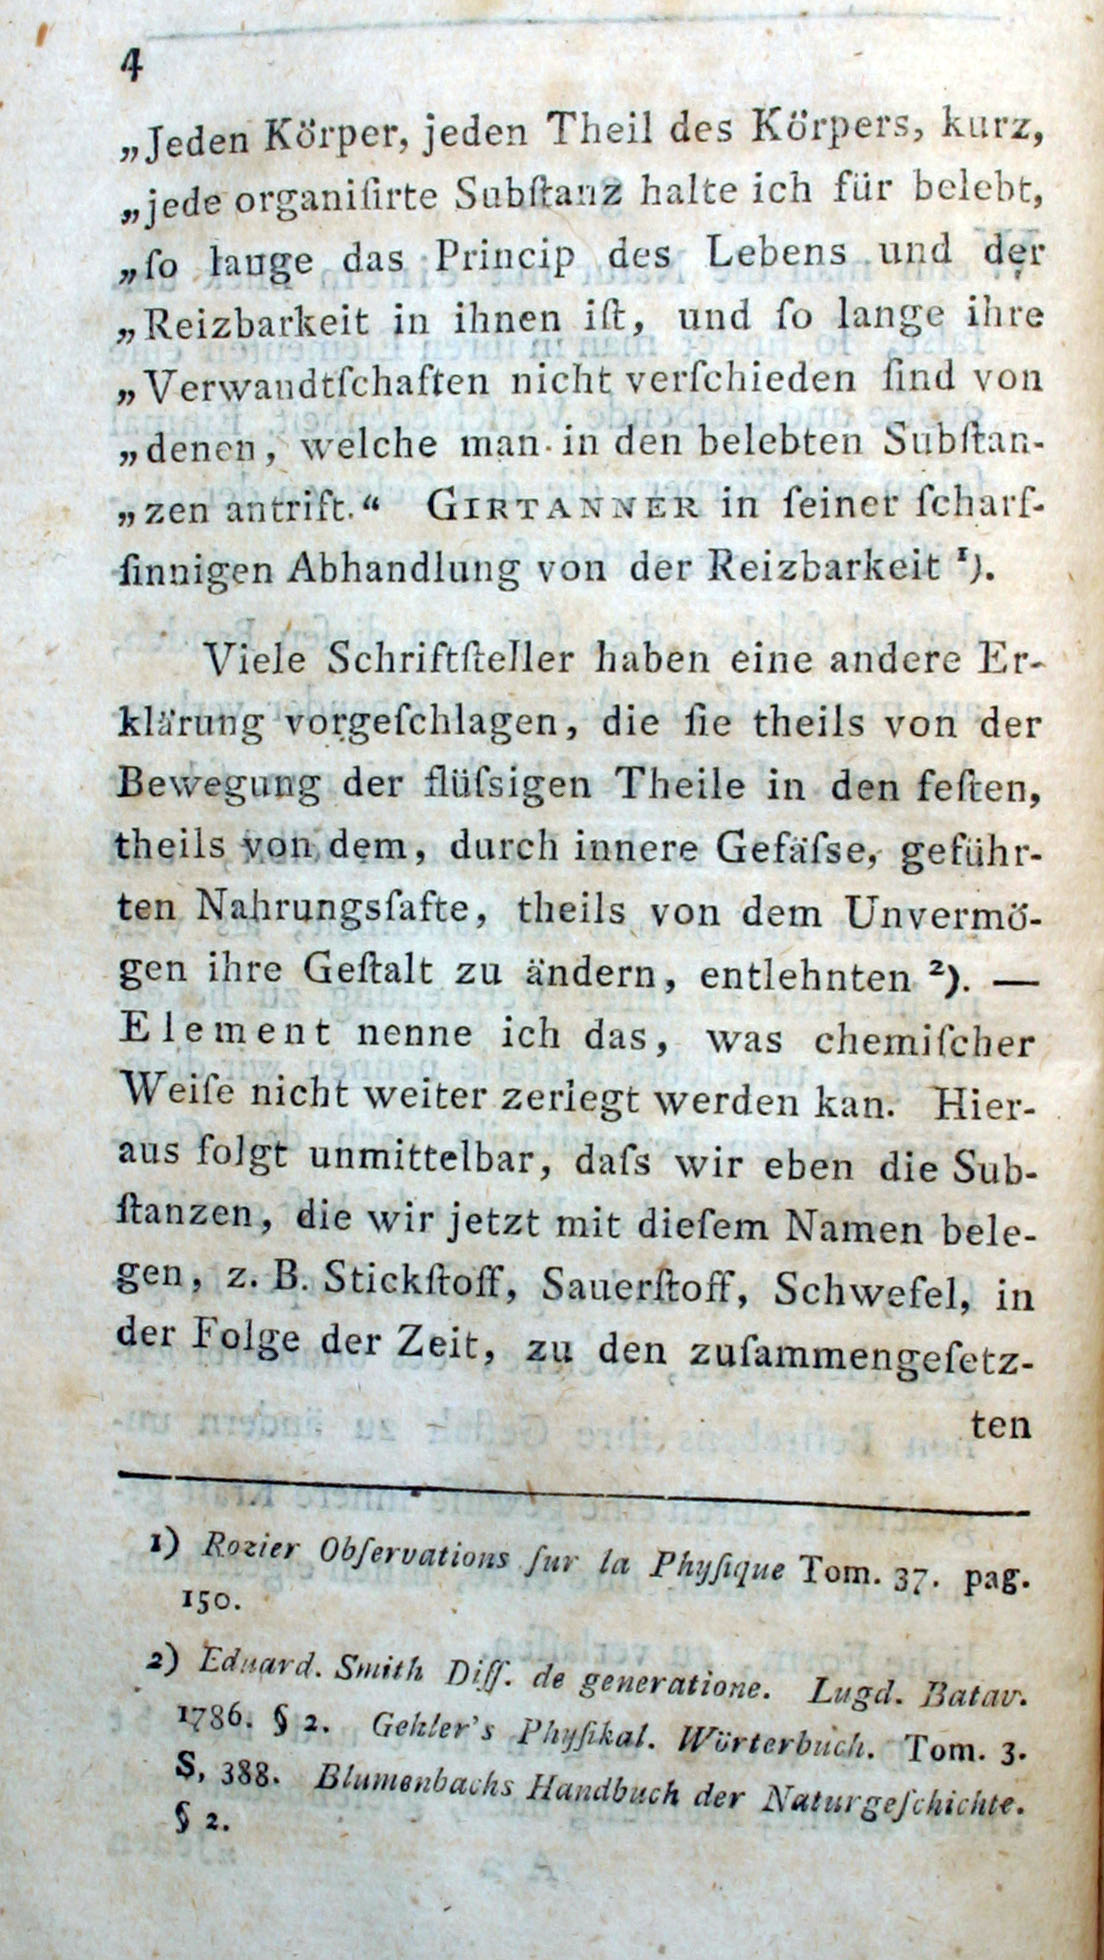 4
„Jeden Körper, jeden Theil des Körpers, kurz,
„jede organiſirte Subſtanz halte ich für belebt,
„ſo lange das Princip des Lebens und der
„Reizbarkeit in ihnen iſt, und ſo lange ihre
„Verwandtſchaften nicht verſchieden ſind von
„denen, welche man in den belebten Subſtan-
„zen antrift.“ GIRTANNER in ſeiner ſcharf-
ſinnigen Abhandlung von der Reizbarkeit ¹).
Viele Schriftſteller haben eine andere Er-
klärung vorgeſchlagen, die ſie theils von der
Bewegung der flüſsigen Theile in den feſten,
theils von dem, durch innere Gefäſse, geführ-
ten Nahrungsſafte, theils von dem Unvermö-
gen ihre Geſtalt zu ändern, entlehnten ²). —
Element nenne ich das, was chemiſcher
Weiſe nicht weiter zerlegt werden kan. Hier-
aus folgt unmittelbar, daſs wir eben die Sub-
ſtanzen, die wir jetzt mit dieſem Namen bele-
gen, z. B. Stickſtoff, Sauerſtoff, Schwefel, in
der Folge der Zeit, zu den zuſammengeſetz-
ten
1) Rozier Obſervations ſur la Phyſique Tom. 37. pag.
150.
2) Eduard. Smith Diſſ. de generatione. Lugd. Batav.
1786. § 2. Gehler's Phyſikal. Wörterbuch. Tom. 3.
S, 388. Blumenbachs Handbuch der Naturgeſchichte.
§ 2.